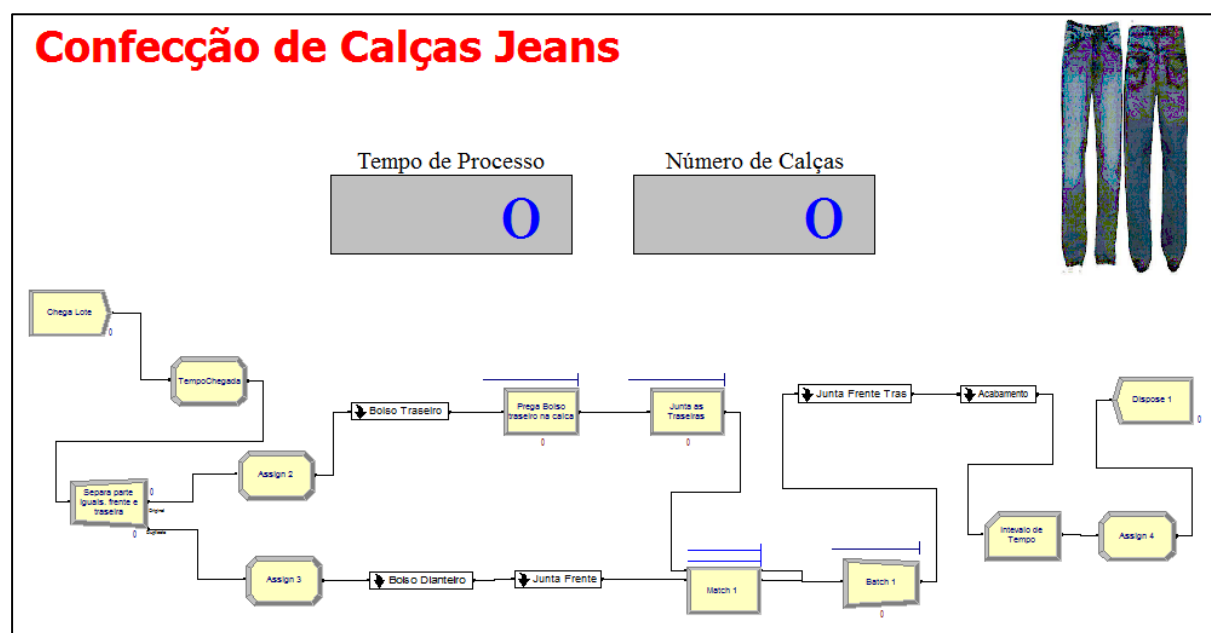 Confecção de Calças Jeans
Tempo de Processo
Número de Calças
0
0
Chega Lote
0
TempoChegada
Separa parte
iguais. frente e
traseira
0
Original
0
Duplicate
Assign 2
Bolso Traseiro
Prega Bolso
traseiro na calca
0
Junta as
Traseiras
0
Junta Frente Tras
Acabamento
Dispose 1
0
Assign 3
Bolso Dianteiro
Junta Frente
Match 1
Batch 1
0
Intevalo de
Tempo
Assign 4